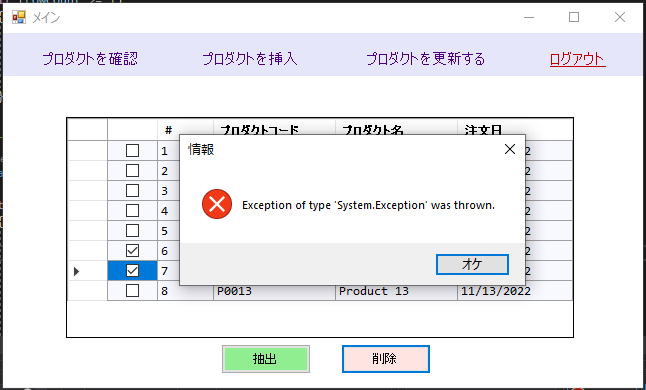 メイン
プロダクトを確認 プロダクトを挿入 プロダクトを更新する ログアウト
# プロダクトコード プロダクト名 注文日
情報
1
2
3
4
5
6
7
Exception of type 'System.Exception' was thrown.
オケ
8 P0013 Product 13 11/13/2022
抽出 削除